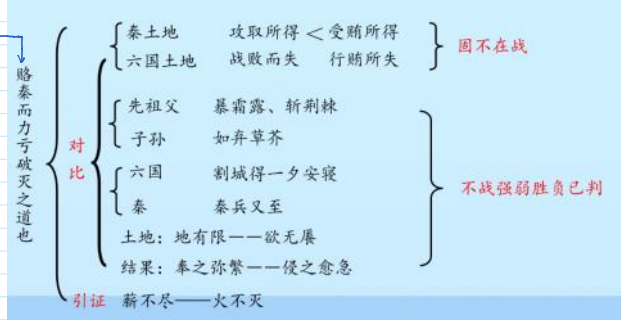 赂秦而力亏破灭之道也
对比
秦土地 攻取所得 < 受赂所得
六国土地 战败而失 行赂所失
固不在战
先祖父 暴霜露、斩荆棘
子孙 如弃草芥
六国 割城得一夕安寝
秦 秦兵又至
土地：地有限——欲无厌
结果：奉之弥繁——侵之愈急
不战强弱胜负已判
引证 薪不尽——火不灭